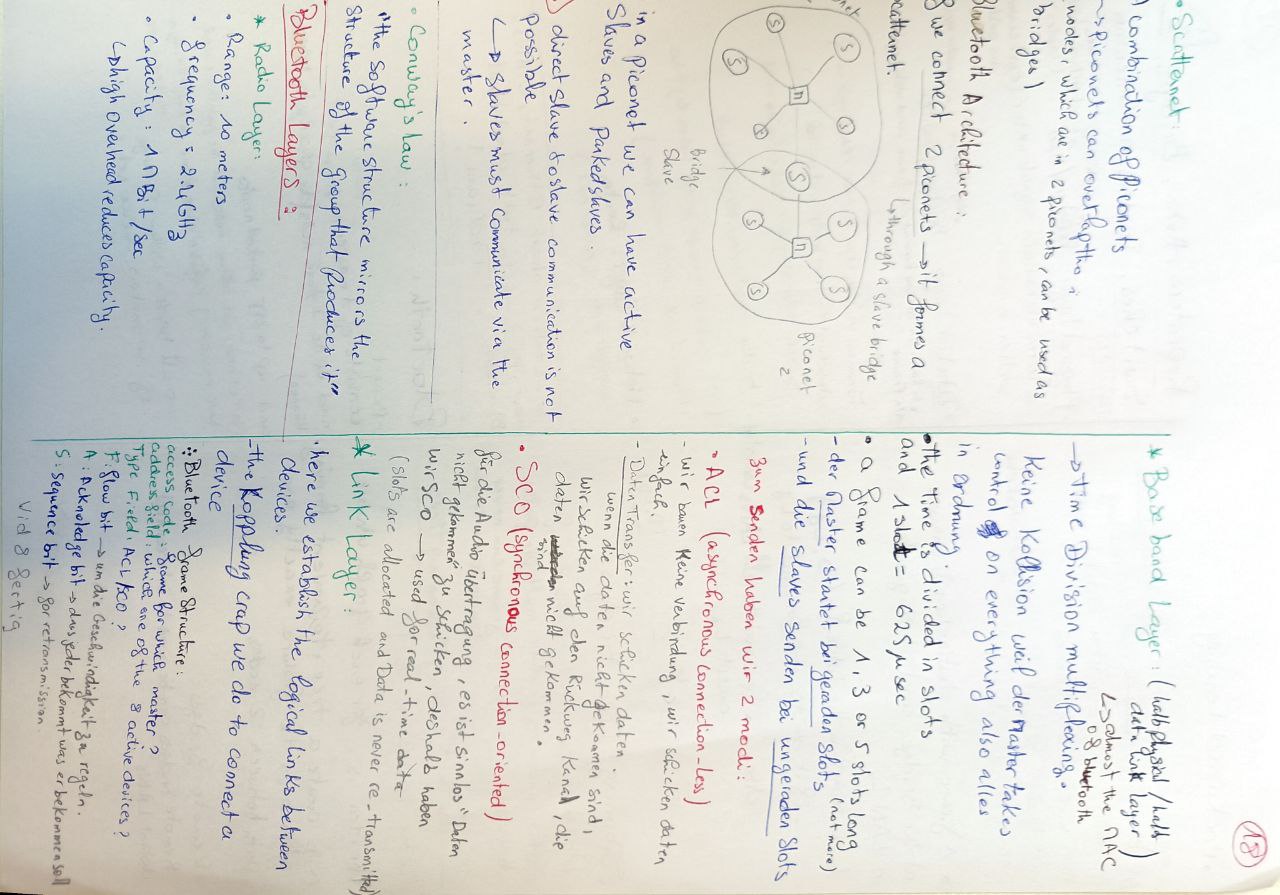 18
• Scatternet:
A combination of Piconets
→ piconets can overlap
nodes, which are in 2 piconets, can be used as
bridges)
Bluetooth Architecture:
if we connect 2 piconets → it formes a
scatternet.
↳ through a slave bridge
S
S
S
S
S
M
S
A
S
S
M
S
S
Piconet
2
Bridge
Slave
in a piconet we can have active
Slaves and Parked slaves.
direct slave to slave communication is not
possible
↳ Slaves must communicate via the
master.
• Conway's Law:
"the software structure mirrors the
structure of the group that produces it"
Bluetooth Layers:
* Radio Layer:
• Range: 10 meters
• frequency: 2.4 GHz
• Capacity: 1 MBit/sec
↳ high overhead reduces capacity.
* Baseband Layer: (half physial / half
data link layer)
↳ almost the MAC
of bluetooth
→ Time Division multiplexing.
Keine Kollision weil der master takes
control on everything also alles
in ordnung
• the time is divided in slots
and 1 slot = 625 µsec
• a frame can be 1, 3 or 5 slots long
(not more)
- der Master startet bei geraden slots
- und die slaves senden bei ungeraden slots
zum senden haben wir 2 modi:
• ACL (asynchronous connection-less)
- wir bauen keine verbindung, wir schicken daten
einfach.
- Daten Transfer: wir schicken daten.
wenn die daten nicht gekommen sind,
wir schicken auf den Rückweg Kanal, die
daten sind nicht gekommen.
• SCO (synchronous connection-oriented)
für die Audio Übertragung, es ist sinnlos "Daten
nicht gekommen" zu schicken, deshalb haben
wir SCO → used for real-time data
(slots are allocated and Data is never re-transmitted)
* Link Layer:
• here we establish the logical links between
devices.
- the Kopplung crap we do to connect a
device
Bluetooth frame Structure:
access code: frame for which master?
address field: which one of the 8 active devices?
Type field: ACL/SCO?
F: flow bit → um die Geschwindigkeit zu regeln.
A: Acknoledge bit → das jeder bekommt was er bekommen soll
S: sequence bit → for retransmission.
Vid 8 fertig